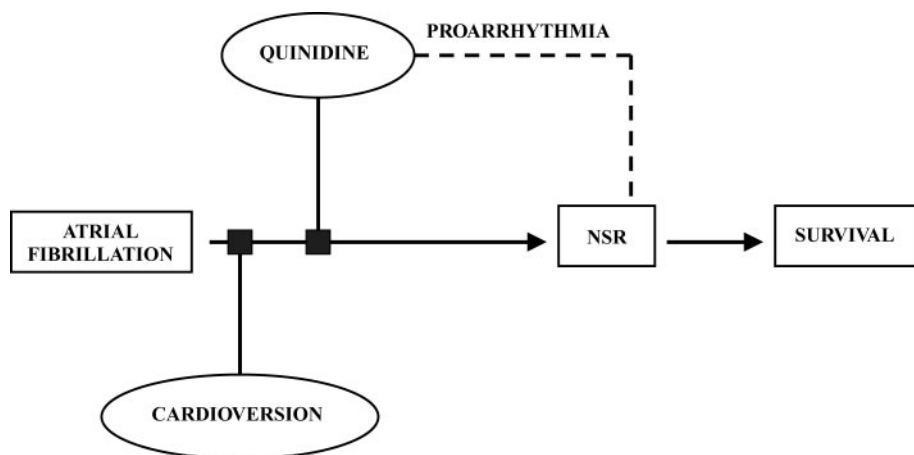 PROARRHYTHMIA
QUINIDINE
ATRIAL
FIBRILLATION
NSR
SURVIVAL
CARDIOVERSION